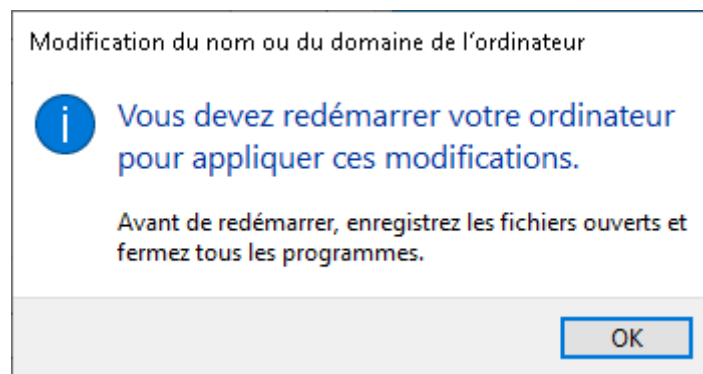 Modification du nom ou du domaine de l'ordinateur
Vous devez redémarrer votre ordinateur
pour appliquer ces modifications.
Avant de redémarrer, enregistrez les fichiers ouverts et
fermez tous les programmes.
OK